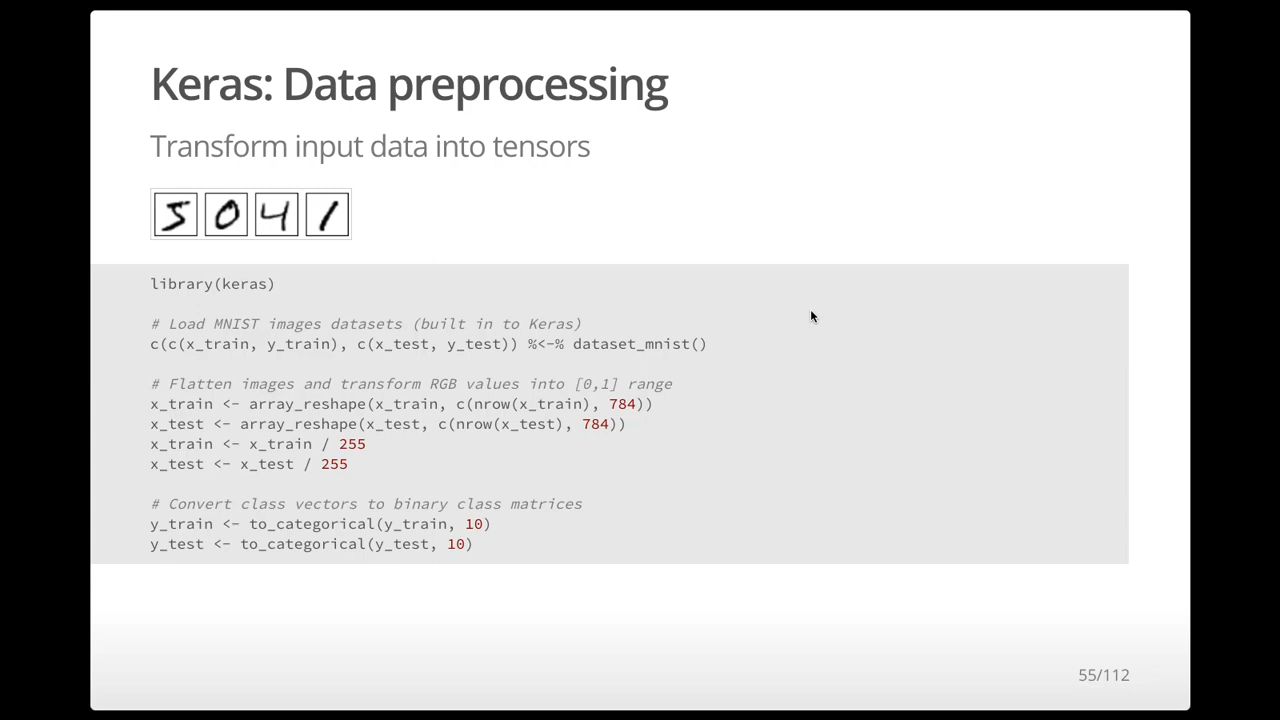 Keras: Data preprocessing
Transform input data into tensors
5 0 4 1
library(keras)
# Load MNIST images datasets (built in to Keras)
c(c(x_train, y_train), c(x_test, y_test)) %<-% dataset_mnist()
# Flatten images and transform RGB values into [0,1] range
x_train <- array_reshape(x_train, c(nrow(x_train), 784))
x_test <- array_reshape(x_test, c(nrow(x_test), 784))
x_train <- x_train / 255
x_test <- x_test / 255
# Convert class vectors to binary class matrices
y_train <- to_categorical(y_train, 10)
y_test <- to_categorical(y_test, 10)
55/112